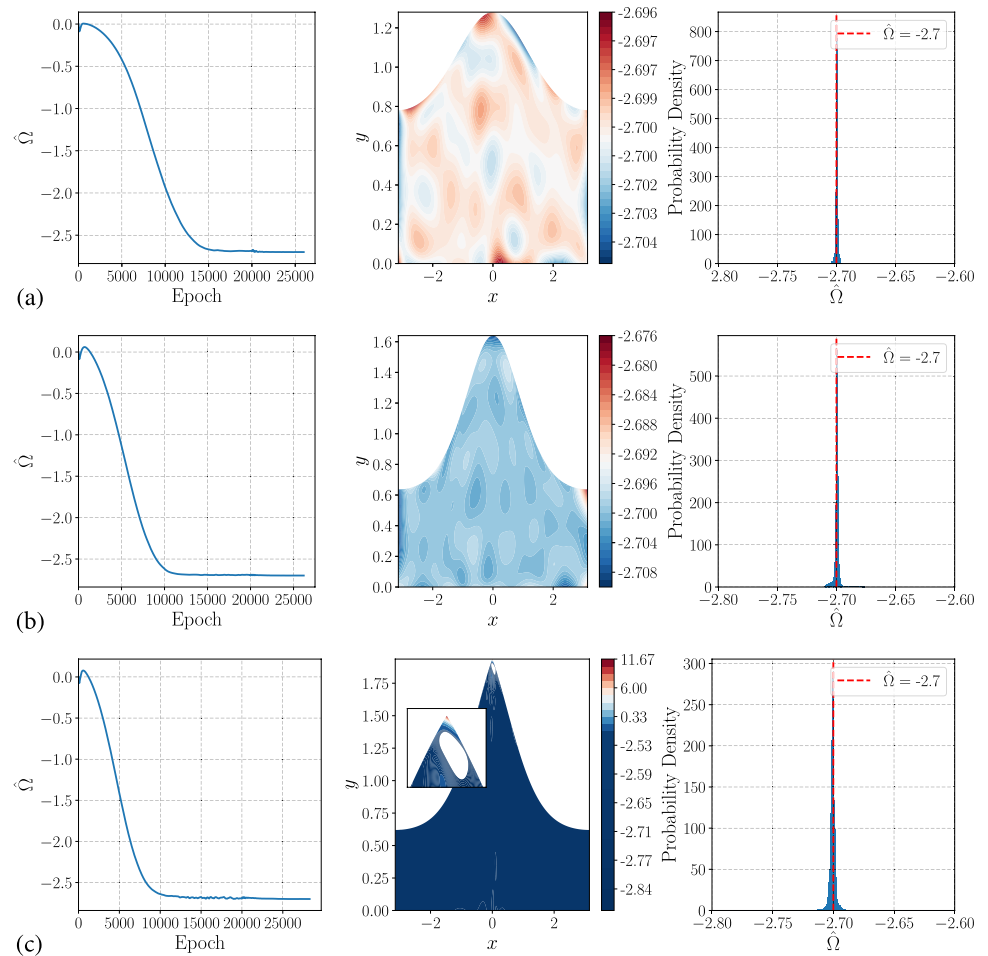 0.0
−0.5
−1.0
−1.5
−2.0
−2.5
Ω̂
0 5000 10000 15000 20000 25000
Epoch
(a)
1.2
1.0
0.8
0.6
0.4
0.2
0.0
y
−2 0 2
x
-2.696
-2.697
-2.697
-2.699
-2.700
-2.700
-2.702
-2.703
-2.704
800
700
600
500
400
300
200
100
0
Probability Density
Ω̂ = -2.7
−2.80 −2.75 −2.70 −2.65 −2.60
Ω̂
0.0
−0.5
−1.0
−1.5
−2.0
−2.5
Ω̂
0 5000 10000 15000 20000 25000
Epoch
(b)
1.6
1.4
1.2
1.0
0.8
0.6
0.4
0.2
0.0
y
−2 0 2
x
-2.676
-2.680
-2.684
-2.688
-2.692
-2.696
-2.700
-2.704
-2.708
500
400
300
200
100
0
Probability Density
Ω̂ = -2.7
−2.80 −2.75 −2.70 −2.65 −2.60
Ω̂
0.0
−0.5
−1.0
−1.5
−2.0
−2.5
Ω̂
0 5000 10000 15000 20000 25000
Epoch
(c)
1.75
1.50
1.25
1.00
0.75
0.50
0.25
0.00
y
−2 0 2
x
11.67
6.00
0.33
-2.53
-2.59
-2.65
-2.71
-2.77
-2.84
300
250
200
150
100
50
0
Probability Density
Ω̂ = -2.7
−2.80 −2.75 −2.70 −2.65 −2.60
Ω̂